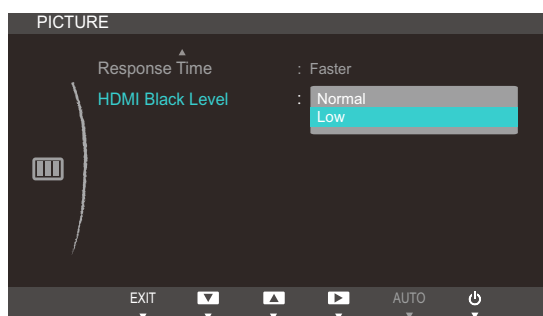 PICTURE
Response Time : Faster
HDMI Black Level : Normal
Low
EXIT AUTO